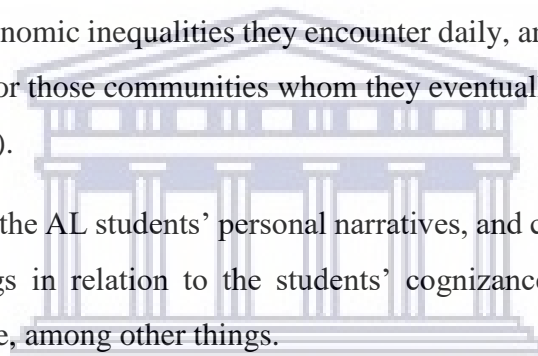 nomic inequalities they encounter daily, an
or those communities whom they eventual
).
the AL students’ personal narratives, and c
gs in relation to the students’ cognizance
e, among other things.